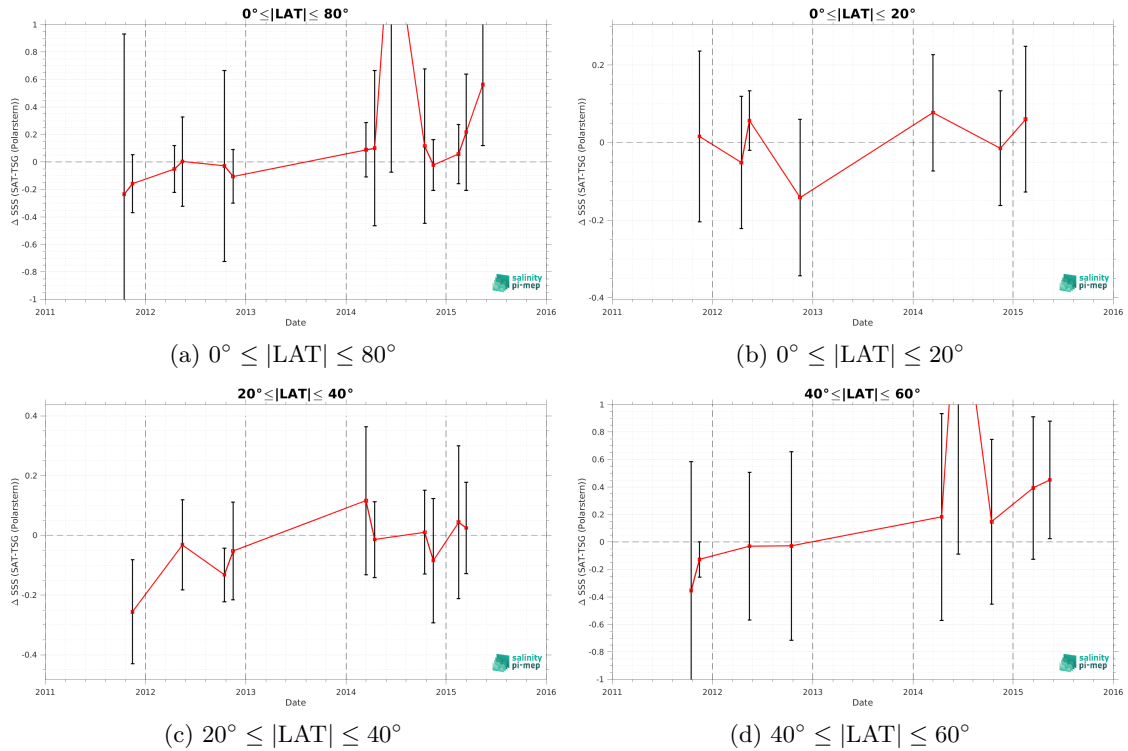 0°≤|LAT|≤ 80°
Δ SSS (SAT-TSG (Polarstern))
1
0.8
0.6
0.4
0.2
0
-0.2
-0.4
-0.6
-0.8
-1
2011 2012 2013 2014 2015 2016
Date
salinity
pi-mep
(a) 0° ≤ |LAT| ≤ 80°
0°≤|LAT|≤ 20°
Δ SSS (SAT-TSG (Polarstern))
0.2
0
-0.2
-0.4
2011 2012 2013 2014 2015 2016
Date
salinity
pi-mep
(b) 0° ≤ |LAT| ≤ 20°
20°≤|LAT|≤ 40°
Δ SSS (SAT-TSG (Polarstern))
0.4
0.2
0
-0.2
-0.4
2011 2012 2013 2014 2015 2016
Date
salinity
pi-mep
(c) 20° ≤ |LAT| ≤ 40°
40°≤|LAT|≤ 60°
Δ SSS (SAT-TSG (Polarstern))
1
0.8
0.6
0.4
0.2
0
-0.2
-0.4
-0.6
-0.8
-1
2011 2012 2013 2014 2015 2016
Date
salinity
pi-mep
(d) 40° ≤ |LAT| ≤ 60°